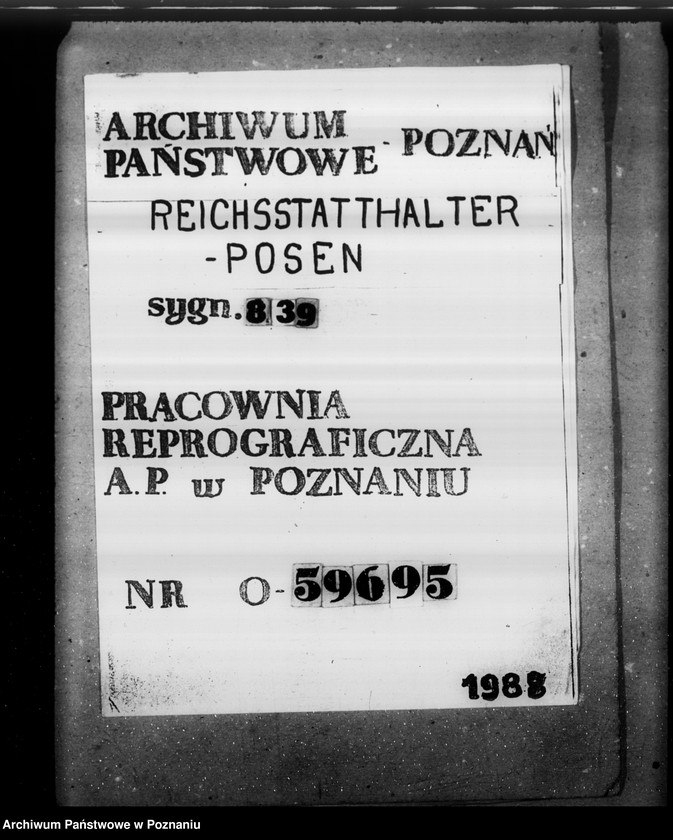 ARCHIWUM
PAŃSTWOWE - POZNAŃ
REICHSSTATTHALTER
-POSEN
sygn. 839
PRACOWNIA
REPROGRAFICZNA
A.P. w POZNANIU
NR O-59695
1988
Archiwum Państwowe w Poznaniu